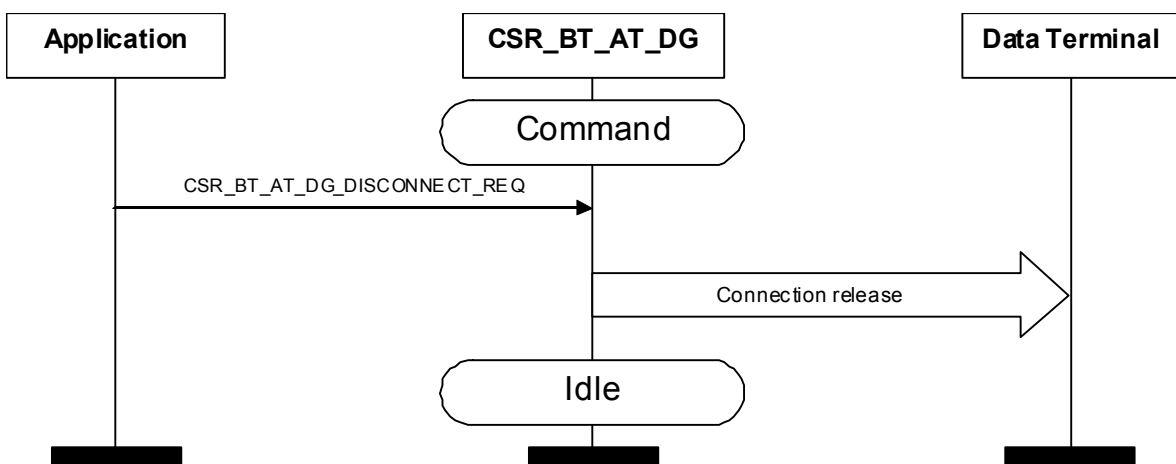 Application
CSR_BT_AT_DG
Data Terminal
Command
CSR_BT_AT_DG_DISCONNECT_REQ
Connection release
Idle